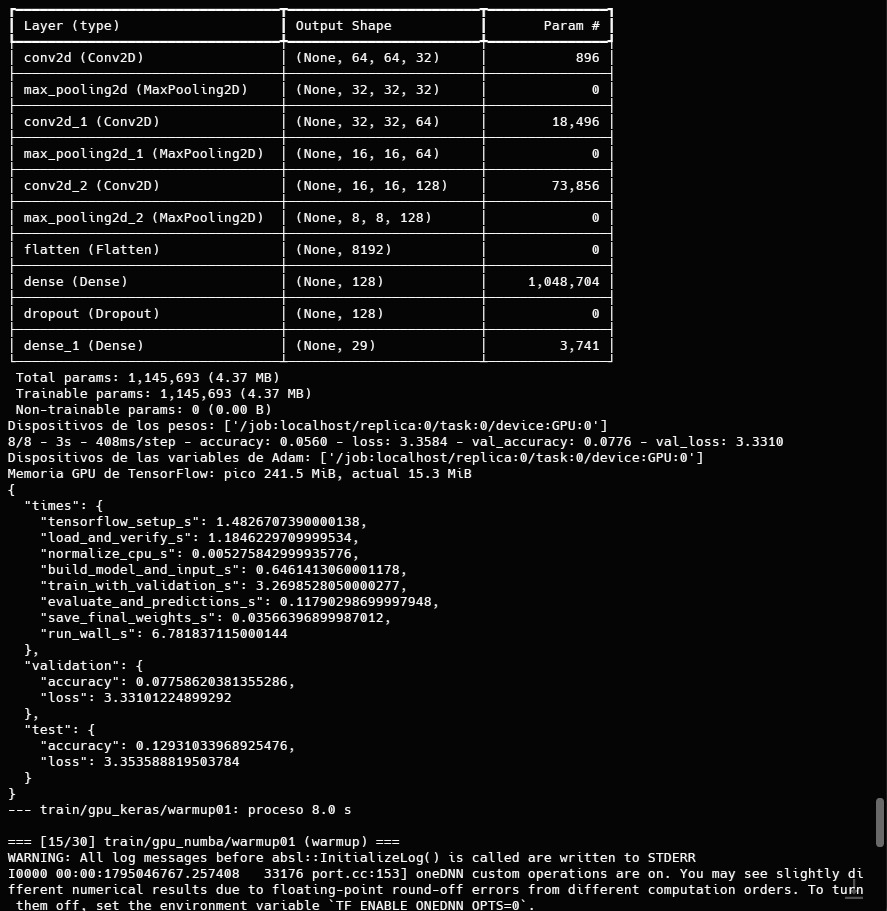 Layer (type) Output Shape Param #
conv2d (Conv2D) (None, 64, 64, 32) 896
max_pooling2d (MaxPooling2D) (None, 32, 32, 32) 0
conv2d_1 (Conv2D) (None, 32, 32, 64) 18,496
max_pooling2d_1 (MaxPooling2D) (None, 16, 16, 64) 0
conv2d_2 (Conv2D) (None, 16, 16, 128) 73,856
max_pooling2d_2 (MaxPooling2D) (None, 8, 8, 128) 0
flatten (Flatten) (None, 8192) 0
dense (Dense) (None, 128) 1,048,704
dropout (Dropout) (None, 128) 0
dense_1 (Dense) (None, 29) 3,741
Total params: 1,145,693 (4.37 MB)
Trainable params: 1,145,693 (4.37 MB)
Non-trainable params: 0 (0.00 B)
Dispositivos de los pesos: ['/job:localhost/replica:0/task:0/device:GPU:0']
8/8 - 3s - 408ms/step - accuracy: 0.0560 - loss: 3.3584 - val_accuracy: 0.0776 - val_loss: 3.3310
Dispositivos de las variables de Adam: ['/job:localhost/replica:0/task:0/device:GPU:0']
Memoria GPU de TensorFlow: pico 241.5 MiB, actual 15.3 MiB
{
"times": {
"tensorflow_setup_s": 1.4826707390000138,
"load_and_verify_s": 1.1846229709999534,
"normalize_cpu_s": 0.005275842999935776,
"build_model_and_input_s": 0.6461413060001178,
"train_with_validation_s": 3.2698528050000277,
"evaluate_and_predictions_s": 0.11790298699997948,
"save_final_weights_s": 0.03566396899987012,
"run_wall_s": 6.781837115000144
},
"validation": {
"accuracy": 0.07758620381355286,
"loss": 3.33101224899292
},
"test": {
"accuracy": 0.12931033968925476,
"loss": 3.353588819503784
}
}
--- train/gpu_keras/warmup01: proceso 8.0 s
=== [15/30] train/gpu_numba/warmup01 (warmup) ===
WARNING: All log messages before absl::InitializeLog() is called are written to STDERR
I0000 00:00:1795046767.257408 33176 port.cc:153] oneDNN custom operations are on. You may see slightly di
fferent numerical results due to floating-point round-off errors from different computation orders. To turn
them off, set the environment variable `TF_ENABLE_ONEDNN_OPTS=0`.